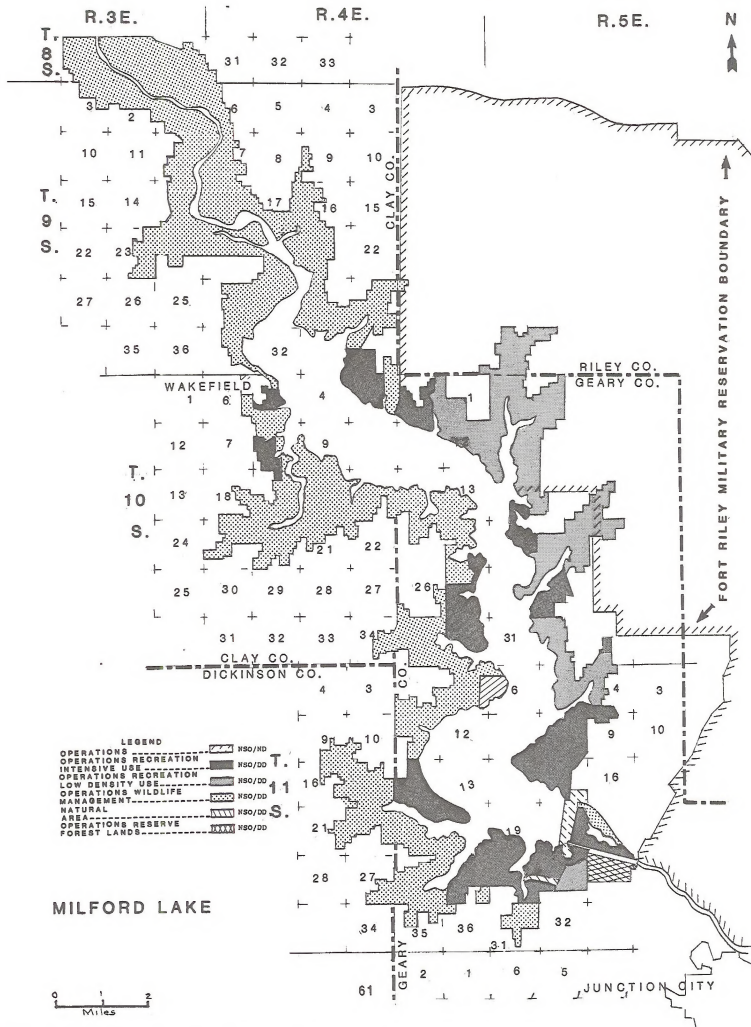 R.3E. R.4E. R.5E. N
T. 8 S.
31 32 33
3 2 6 5 4 3
10 11 7 8 9 10
CLAY CO.
T. 9 S.
15 14 17 16 15
22 23 22
27 26 25
35 36 32
FORT RILEY MILITARY RESERVATION BOUNDARY
RILEY CO.
GEARY CO.
WAKEFIELD
1 6 4 1
12 7 9
T. 10 S.
13 18 13
24 21 22
25 30 29 28 27 26
31 32 33 34 31
CLAY CO.
DICKINSON CO.
CO.
4 3 6 4 3
9 10 12 9 10
16 13 16
T. 11 S.
21 19
28 27
34 35 36 31 32
GEARY
2 1 6 5
61
JUNCTION CITY
LEGEND
OPERATIONS NSO/ND
OPERATIONS RECREATION
INTENSIVE USE NSO/DD
OPERATIONS RECREATION
LOW DENSITY USE NSO/DD
OPERATIONS WILDLIFE
MANAGEMENT NSO/DD
NATURAL
AREA NSO/DD
OPERATIONS RESERVE
FOREST LANDS NSO/DD
MILFORD LAKE
0 1 2
Miles